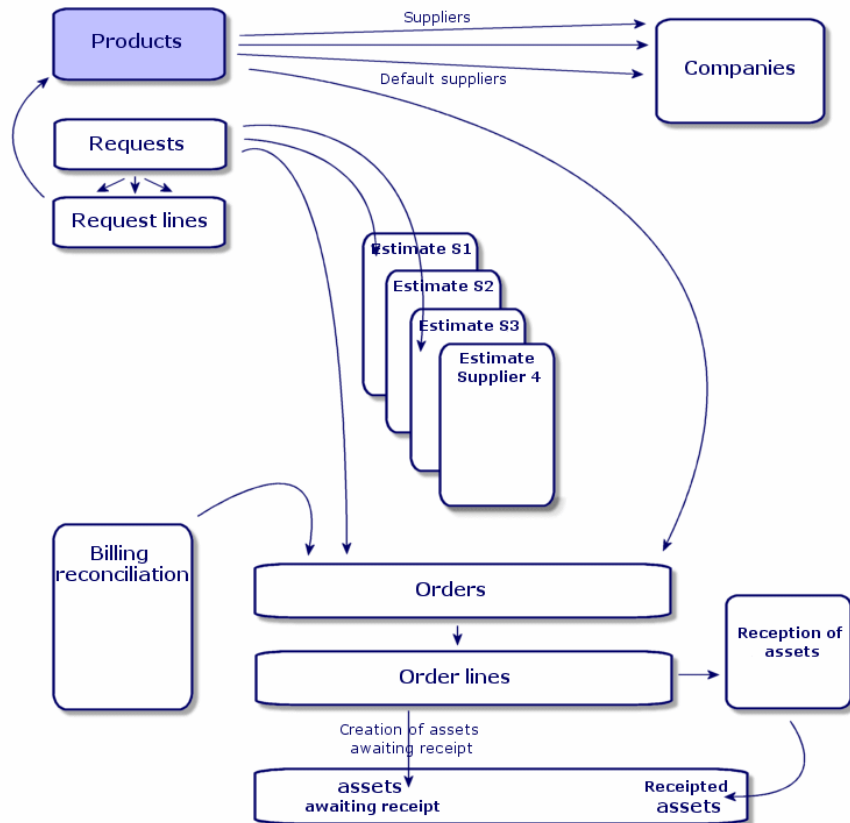 Suppliers
Products
Companies
Default suppliers
Requests
Request lines
Estimate S1
Estimate S2
Estimate S3
Estimate
Supplier 4
Billing
reconciliation
Orders
Reception of
assets
Order lines
Creation of assets
awaiting receipt
assets
awaiting receipt
Receipted
assets